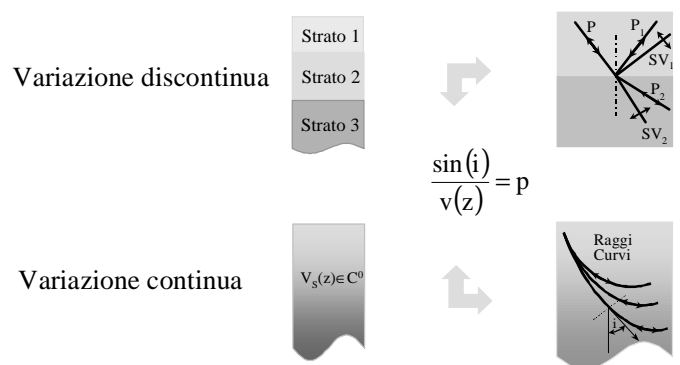 Variazione discontinua
Strato 1
Strato 2
Strato 3
P
P₁
SV₁
P₂
SV₂
sin(i)
v(z)
= p
Variazione continua
Vₛ(z)∈C⁰
Raggi
Curvi
i